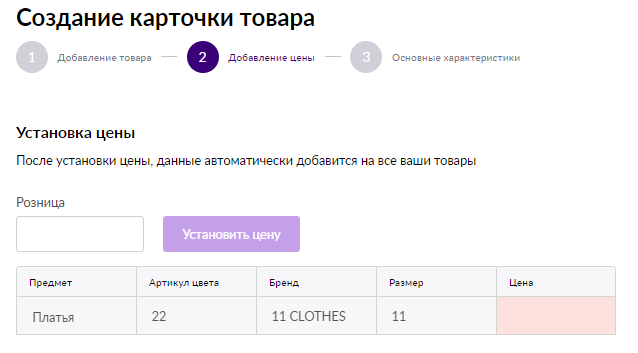 Создание карточки товара
1 Добавление товара 2 Добавление цены 3 Основные характеристики
Установка цены
После установки цены, данные автоматически добавится на все ваши товары
Розница
Установить цену
Предмет Артикул цвета Бренд Размер Цена
Платья 22 11 CLOTHES 11